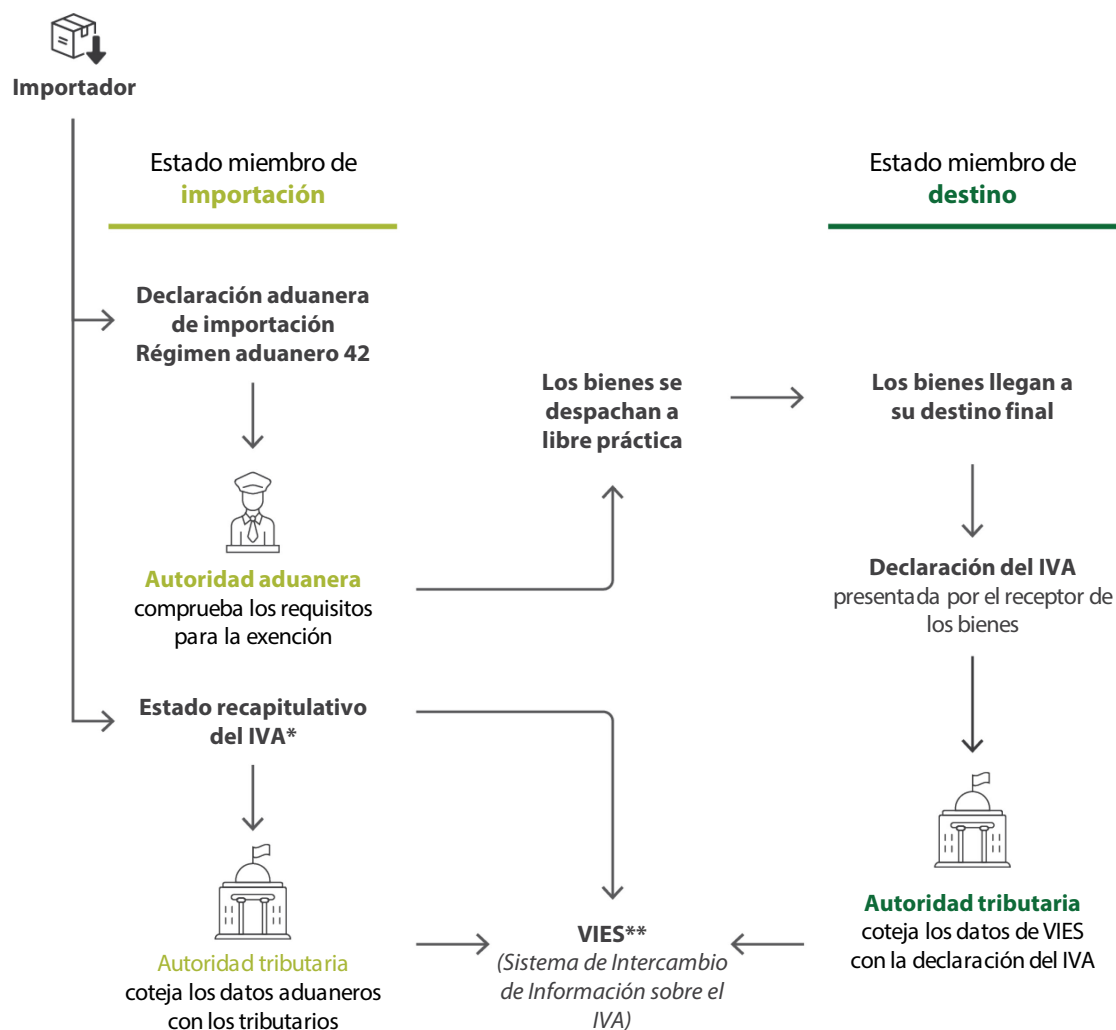 Importador
Estado miembro de
importación
Estado miembro de
destino
Declaración aduanera
de importación
Régimen aduanero 42
Los bienes se
despachan a
libre práctica
Los bienes llegan a
su destino final
Autoridad aduanera
comprueba los requisitos
para la exención
Declaración del IVA
presentada por el receptor de
los bienes
Estado recapitulativo
del IVA*
Autoridad tributaria
coteja los datos aduaneros
con los tributarios
VIES**
(Sistema de Intercambio
de Información sobre el
IVA)
Autoridad tributaria
coteja los datos de VIES
con la declaración del IVA